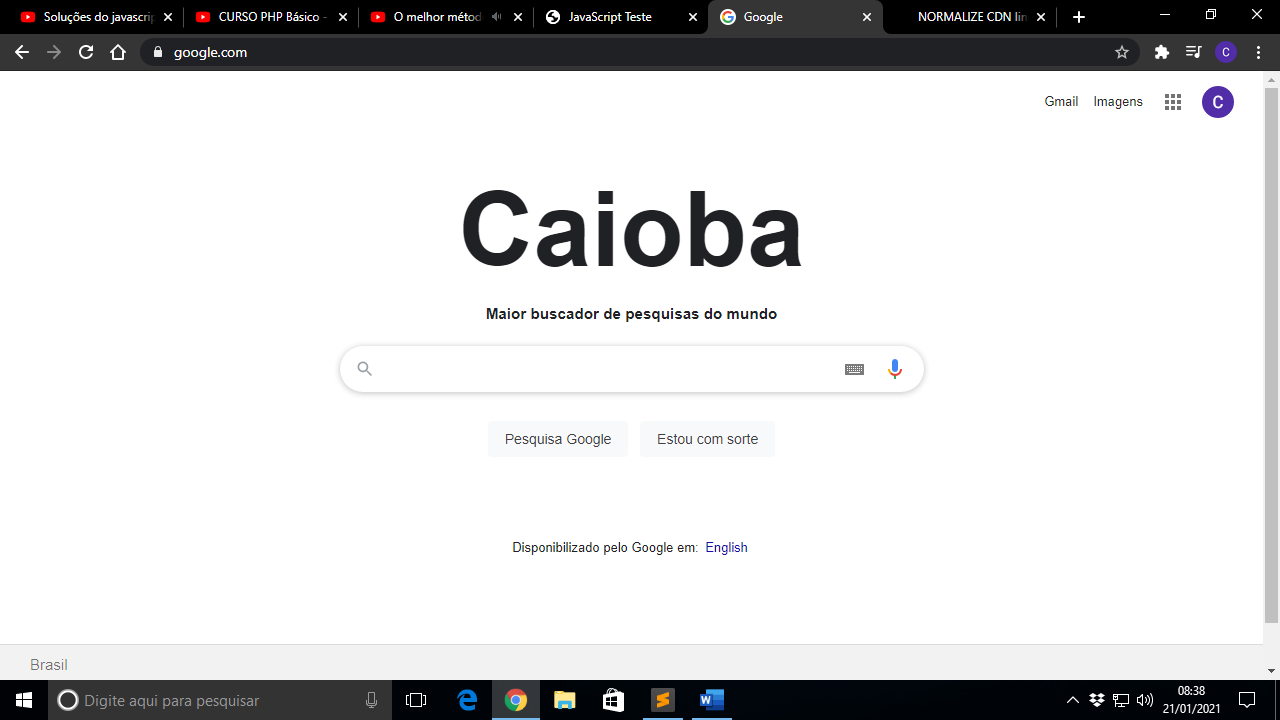 Soluções do javascrip
CURSO PHP Básico -
O melhor métod
JavaScript Teste
Google
NORMALIZE CDN lin
google.com
C
Gmail
Imagens
C
Caioba
Maior buscador de pesquisas do mundo
Pesquisa Google
Estou com sorte
Disponibilizado pelo Google em: English
Brasil
Digite aqui para pesquisar
08:38
21/01/2021